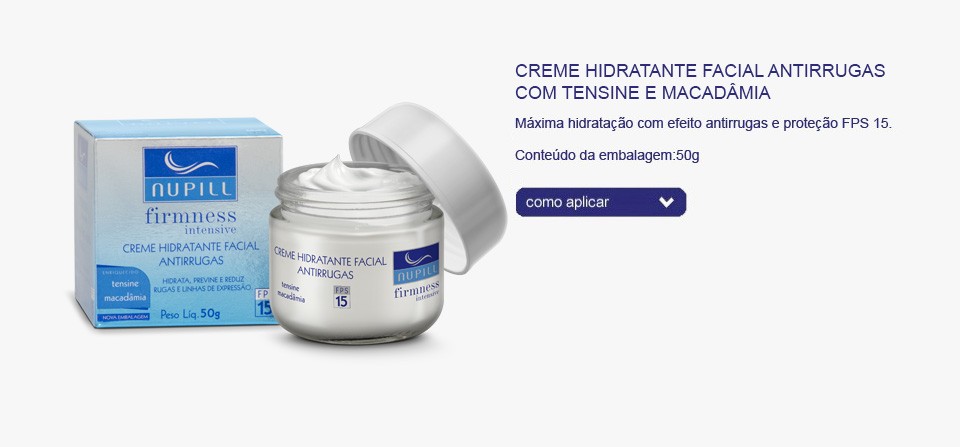 CREME HIDRATANTE FACIAL ANTIRRUGAS
COM TENSINE E MACADÂMIA
Máxima hidratação com efeito antirrugas e proteção FPS 15.
Conteúdo da embalagem:50g
como aplicar
NUPILL
firmness
intensive
CREME HIDRATANTE FACIAL
ANTIRRUGAS
HIDRATA, PREVINE E REDUZ
RUGAS E LINHAS DE EXPRESSÃO.
tensine
macadâmia
NOVA EMBALAGEM
Peso Líq. 50g
FP
15
CREME HIDRATANTE FACIAL
ANTIRRUGAS
tensine
macadâmia
FPS
15
NUPILL
firmness
intensive